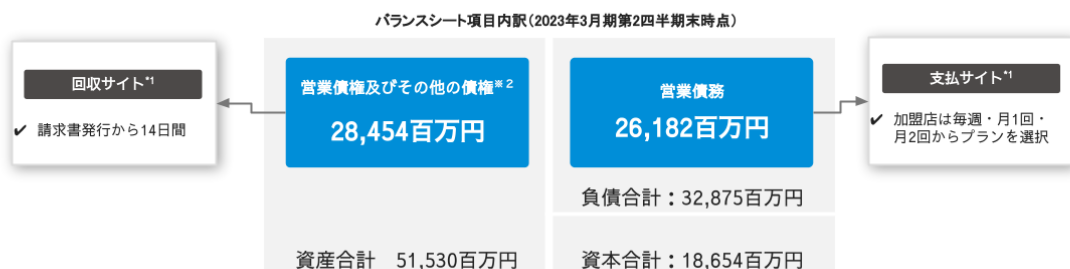 バランスシート項目内訳（2023年3月期第2四半期末時点）
回収サイト*1
✔ 請求書発行から14日間
営業債権及びその他の債権※2
28,454百万円
営業債務
26,182百万円
支払サイト*1
✔ 加盟店は毎週・月1回・
月2回からプランを選択
負債合計：32,875百万円
資産合計 51,530百万円
資本合計：18,654百万円